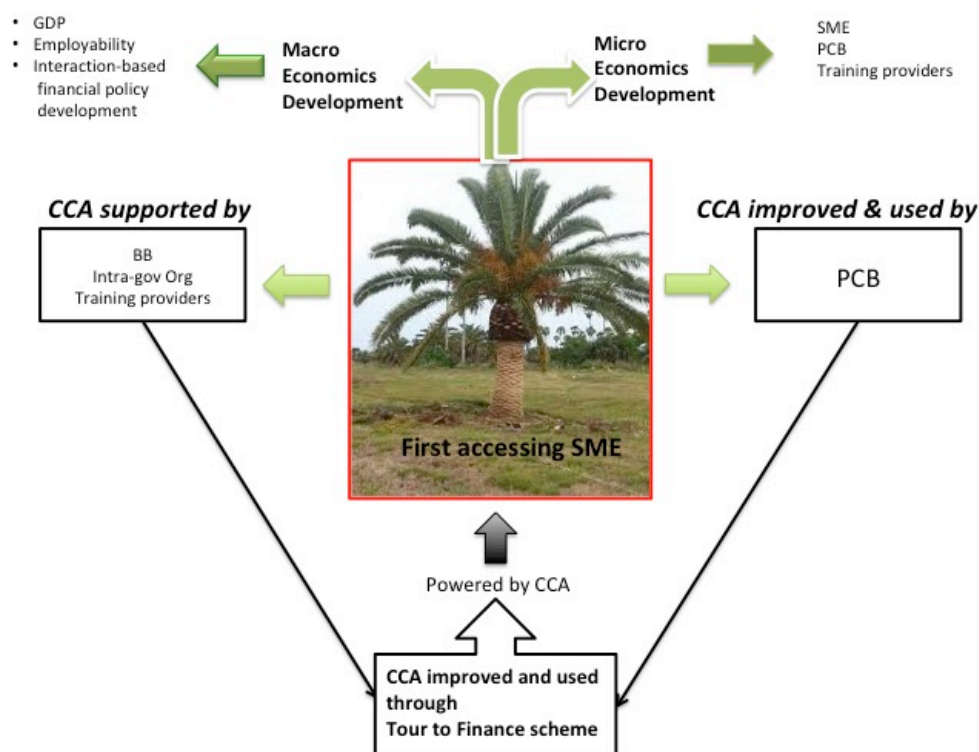 • GDP
• Employability
• Interaction-based
financial policy
development
Macro
Economics
Development
Micro
Economics
Development
SME
PCB
Training providers
CCA supported by
BB
Intra-gov Org
Training providers
CCA improved & used by
PCB
First accessing SME
Powered by CCA
CCA improved and used
through
Tour to Finance scheme